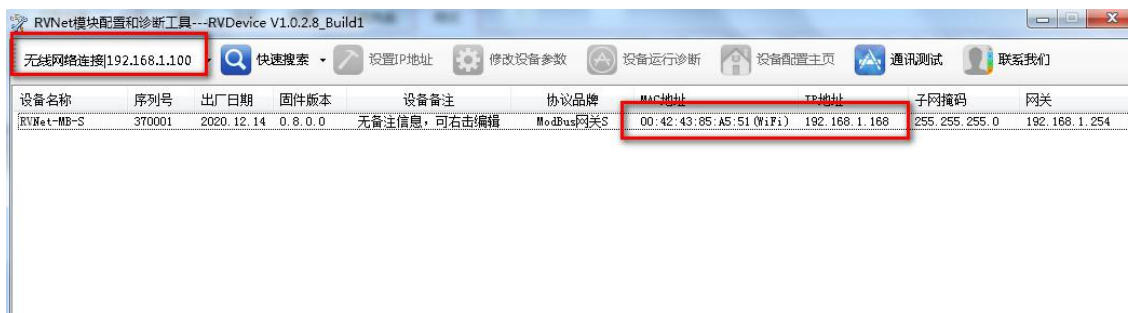 RVNet模块配置和诊断工具---RVDevice V1.0.2.8_Build1
无线网络连接|192.168.1.100 快速搜索 设置IP地址 修改设备参数 设备运行诊断 设备配置主页 通讯测试 联系我们
设备名称 序列号 出厂日期 固件版本 设备备注 协议品牌 MAC地址 IP地址 子网掩码 网关
RVNet-MB-S 370001 2020.12.14 0.8.0.0 无备注信息，可右击编辑 ModBus网关S 00:42:43:85:A5:51(WiFi) 192.168.1.168 255.255.255.0 192.168.1.254